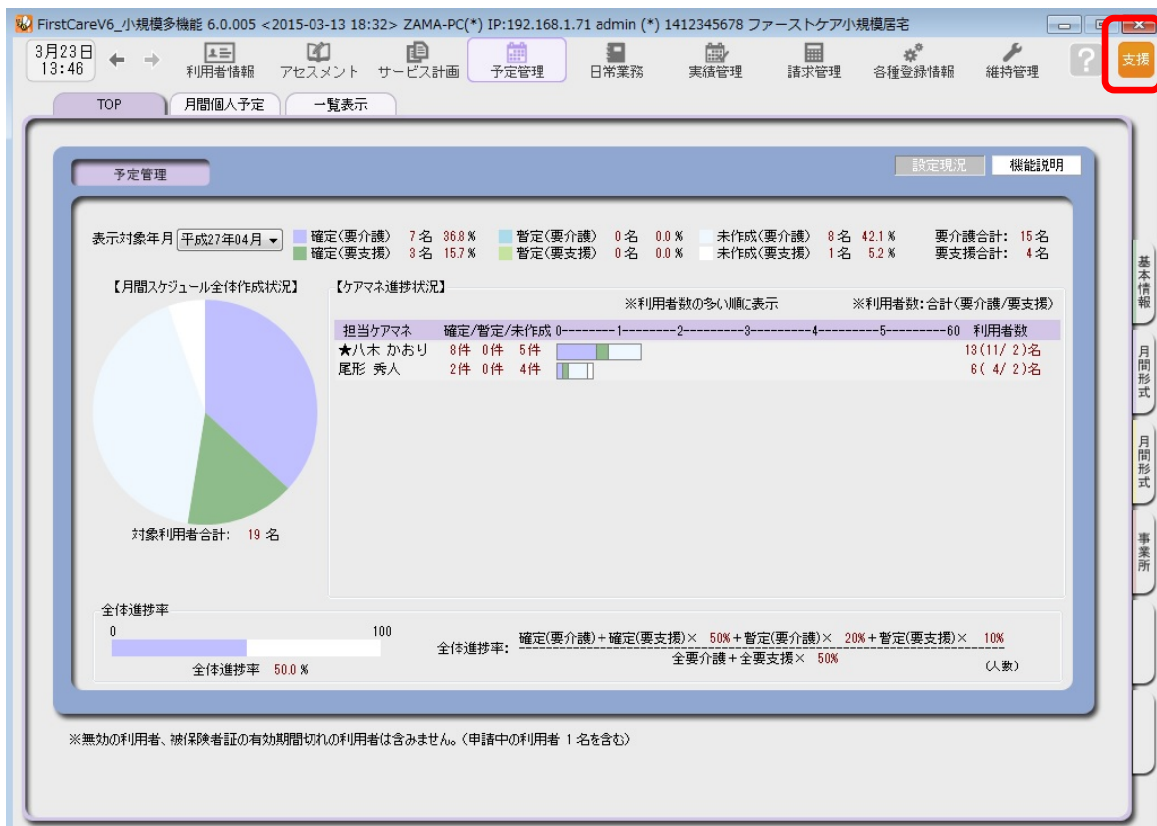 FirstCareV6_小規模多機能 6.0.005 <2015-03-13 18:32> ZAMA-PC(*) IP:192.168.1.71 admin (*) 1412345678 ファーストケア小規模居宅
3月23日
13:46
利用者情報 アセスメント サービス計画 予定管理 日常業務 実績管理 請求管理 各種登録情報 維持管理 ? 支援
TOP 月間個人予定 一覧表示
予定管理 設定現況 機能説明
表示対象年月 平成27年04月 確定(要介護) 7名 36.8% 暫定(要介護) 0名 0.0% 未作成(要介護) 8名 42.1% 要介護合計: 15名
確定(要支援) 3名 15.7% 暫定(要支援) 0名 0.0% 未作成(要支援) 1名 5.2% 要支援合計: 4名
【月間スケジュール全体作成状況】 【ケアマネ進捗状況】
※利用者数の多い順に表示 ※利用者数:合計(要介護/要支援)
担当ケアマネ 確定/暫定/未作成 0--------1--------2--------3--------4--------5--------60 利用者数
★八木 かおり 8件 0件 5件 13(11/ 2)名
尾形 秀人 2件 0件 4件 6( 4/ 2)名
対象利用者合計: 19 名
全体進捗率
0 100
全体進捗率 50.0 %
全体進捗率: 確定(要介護)+確定(要支援)× 50%+暫定(要介護)× 20%+暫定(要支援)× 10%
全要介護+全要支援× 50%
(人数)
※無効の利用者、被保険者証の有効期間切れの利用者は含みません。(申請中の利用者 1 名を含む)
基本情報
月間形式
月間形式
事業所